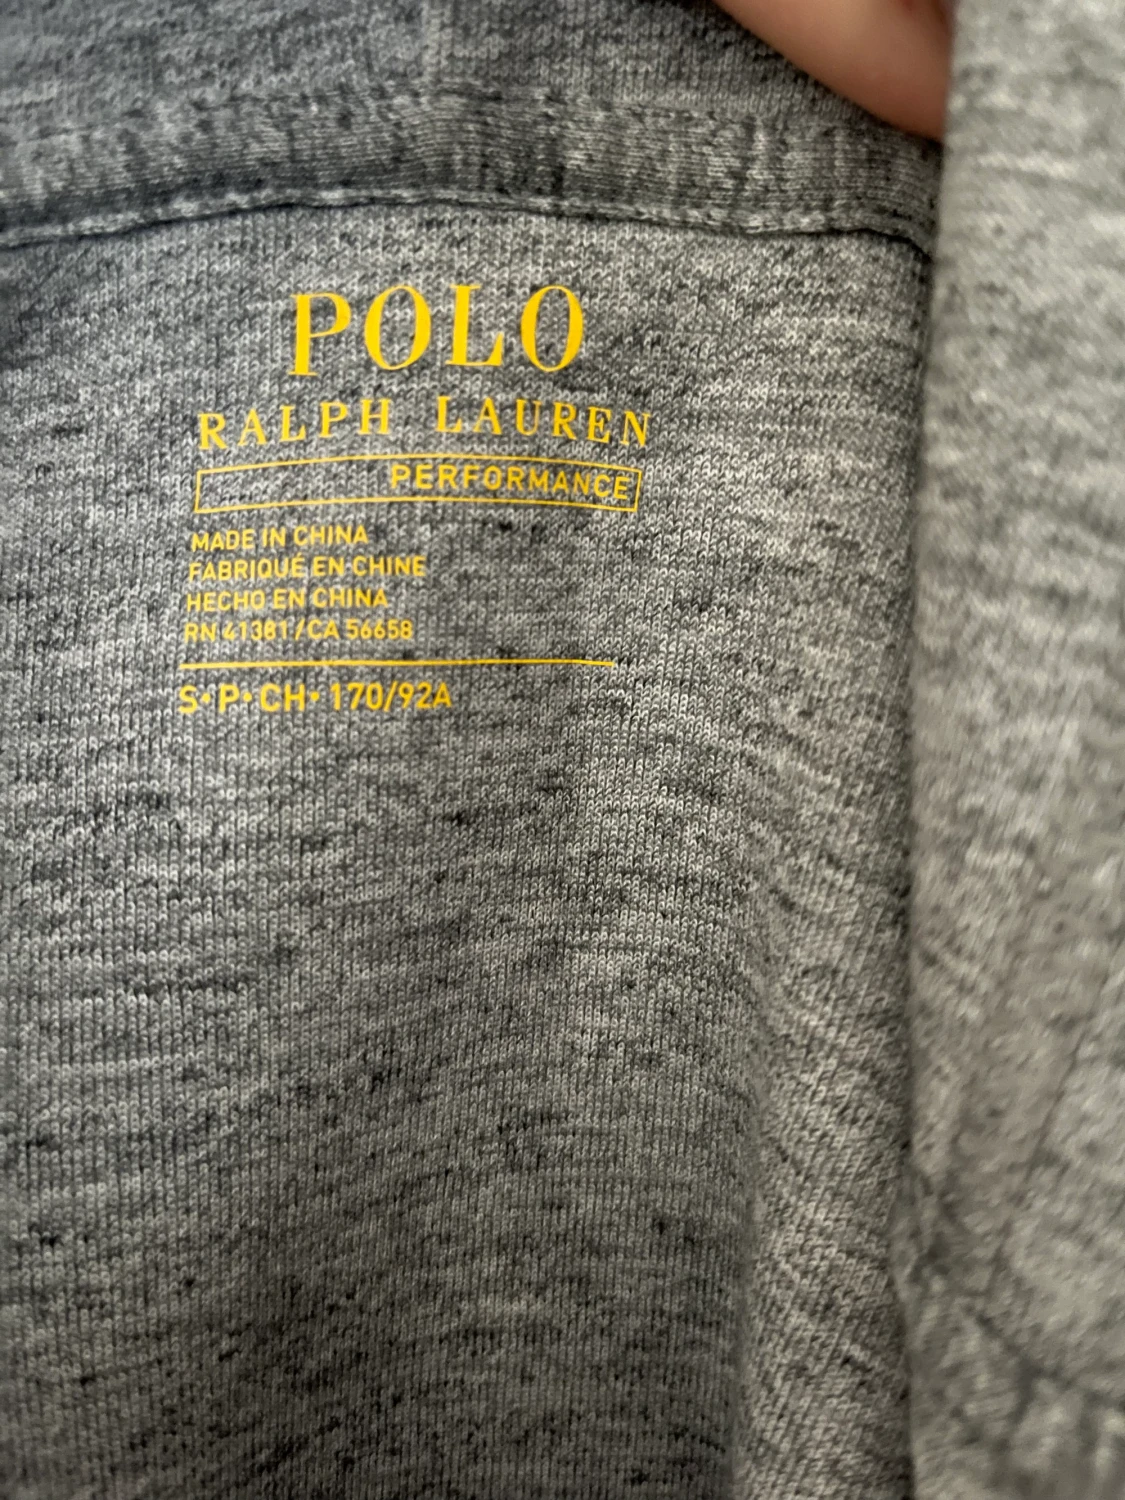 POLO
RALPH LAUREN
PERFORMANCE
MADE IN CHINA
FABRIQUÉ EN CHINE
HECHO EN CHINA
RN 41381/CA 56658
S•P•CH• 170/92A